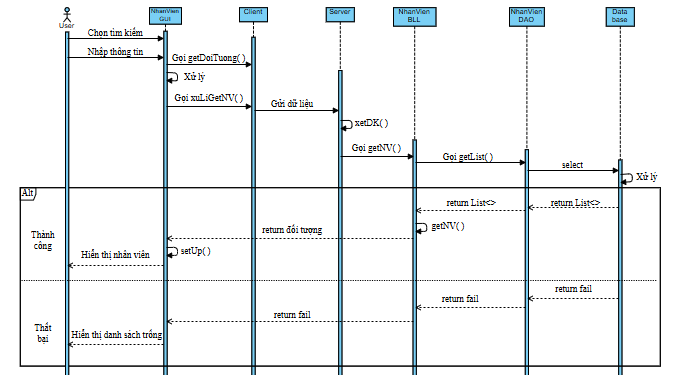 NhanVien
GUI
Client
Server
NhanVien
BLL
NhanVien
DAO
Data
base
User
Chọn tìm kiếm
Nhập thông tin
Gọi getDoiTuong( )
Xử lý
Gọi xuLiGetNV( )
Gửi dữ liệu
xetDK( )
Gọi getNV( )
Gọi getList( )
select
Xử lý
Alt
Thành
công
return List<>
return List<>
getNV( )
return đối tượng
setUp( )
Hiển thị nhân viên
return fail
return fail
return fail
Thất
bại
Hiển thị danh sách trống